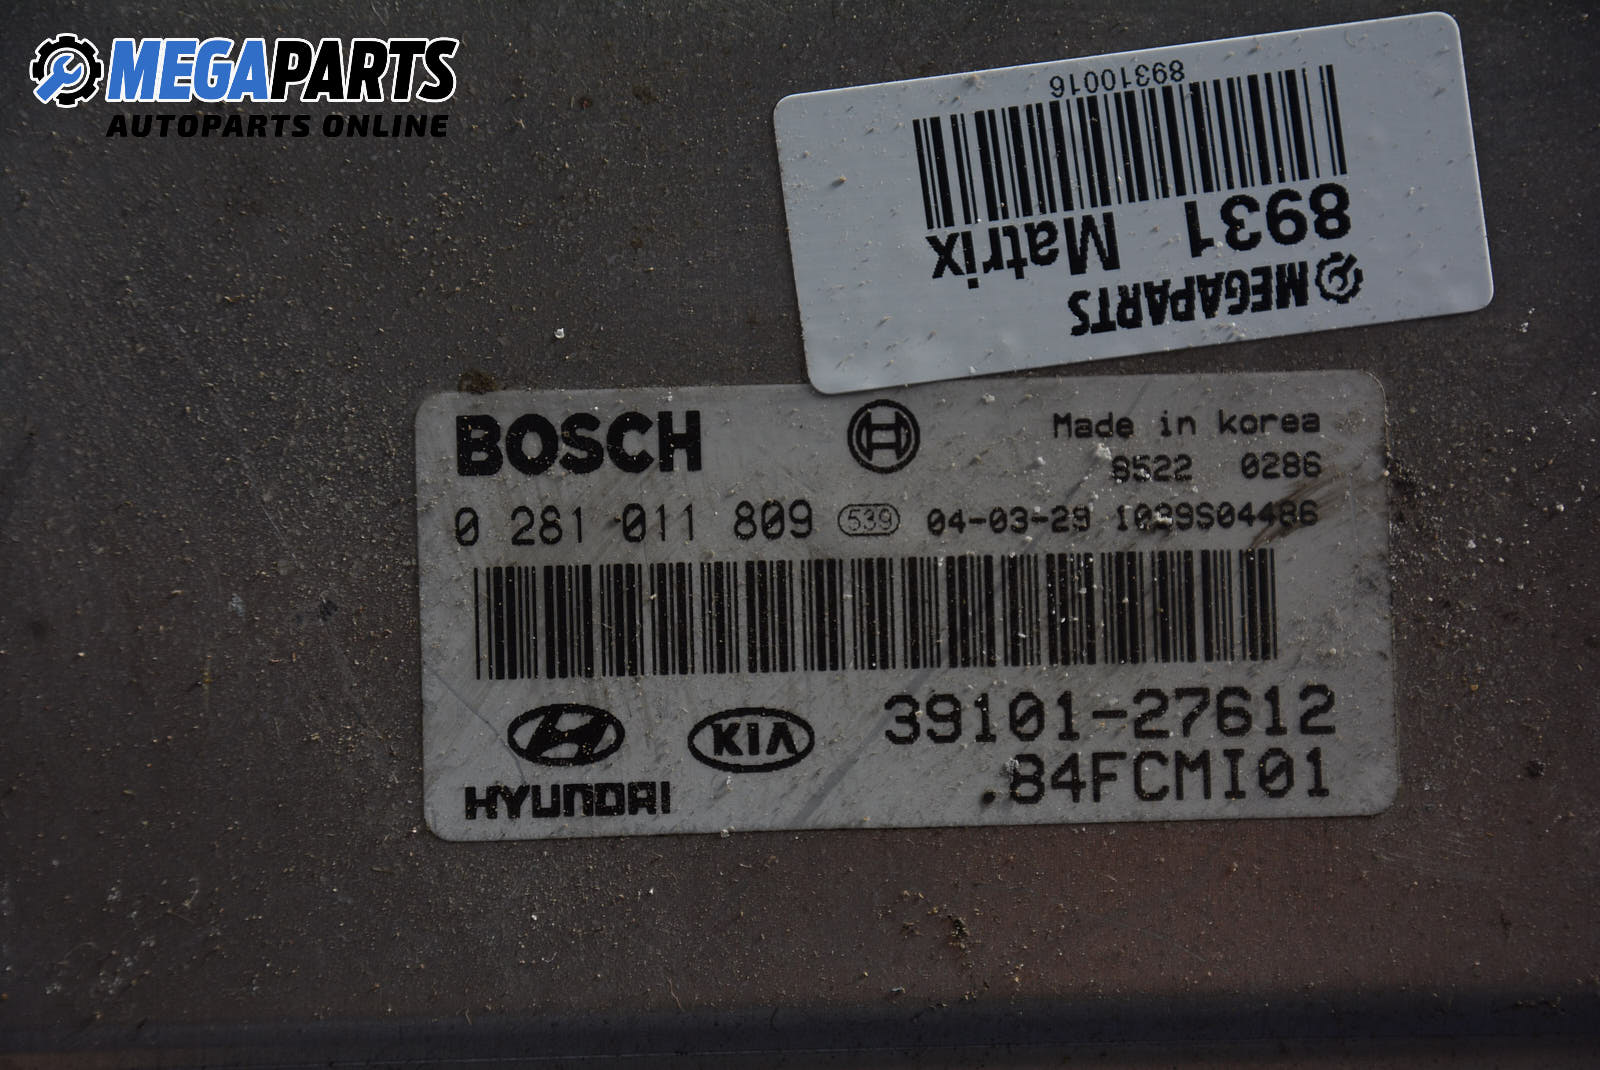 MEGAPARTS
AUTOPARTS ONLINE
MEGAPARTS
8931 Matrix
89310016
BOSCH
Made in Korea
8522 0286
0 281 011 809 539 04-03-29 1039S04486
39101-27612
.84FCMI01
HYUNDAI
KIA